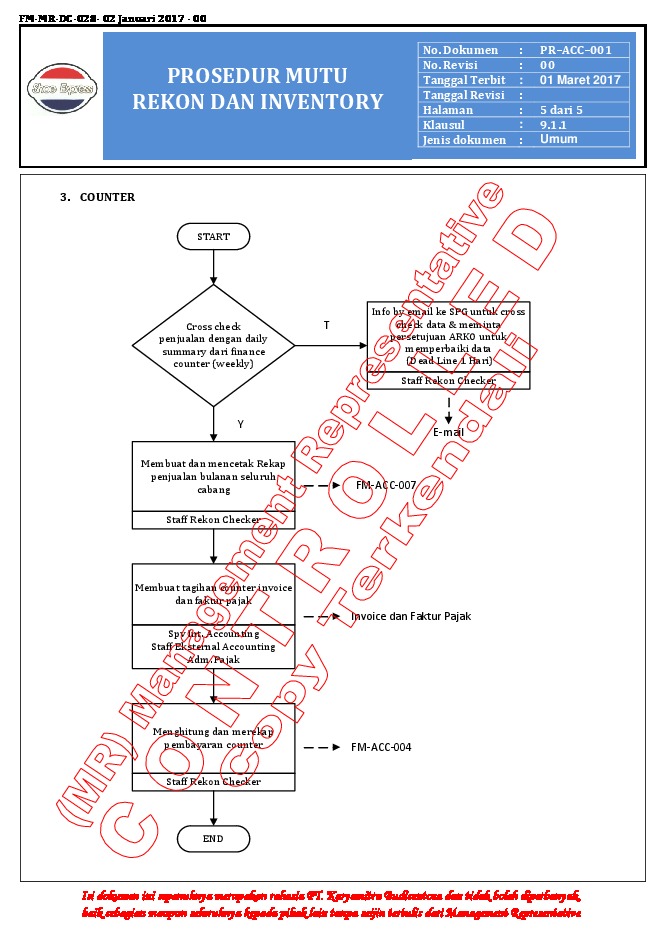 FM-MR-DC-028- 02 Januari 2017 - 00
Shoes Express
PROSEDUR MUTU
REKON DAN INVENTORY
No. Dokumen : PR–ACC–001
No. Revisi : 00
Tanggal Terbit : 01 Maret 2017
Tanggal Revisi :
Halaman : 5 dari 5
Klausul : 9.1.1
Jenis dokumen : Umum
3. COUNTER
START
Cross check
penjualan dengan daily
summary dari finance
counter (weekly)
T
Info by email ke SPG untuk cross
check data & meminta
persetujuan ARKO untuk
memperbaiki data
(Dead Line 1 Hari)
Staff Rekon Checker
E-mail
Y
Membuat dan mencetak Rekap
penjualan bulanan seluruh
cabang
Staff Rekon Checker
FM-ACC-007
Membuat tagihan counter invoice
dan faktur pajak
Spv Int. Accounting
Staff Eksternal Accounting
Adm. Pajak
Invoice dan Faktur Pajak
Menghitung dan merekap
pembayaran counter
Staff Rekon Checker
FM-ACC-004
END
(MR) Management Representative
CONTROLLED
Copy Terkendali
Isi dokumen ini sepenuhnya merupakan rahasia PT. Karyamitra Budisentosa dan tidak boleh diperbanyak,
baik sebagian maupun seluruhnya kepada pihak lain tanpa seijin tertulis dari Management Representative